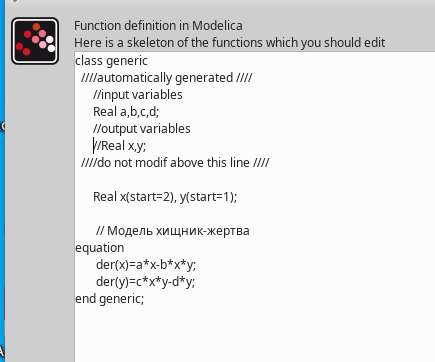 Function definition in Modelica
Here is a skeleton of the functions which you should edit
class generic
////automatically generated ////
//input variables
Real a,b,c,d;
//output variables
//Real x,y;
////do not modif above this line ////
Real x(start=2), y(start=1);
// Модель хищник-жертва
equation
der(x)=a*x-b*x*y;
der(y)=c*x*y-d*y;
end generic;